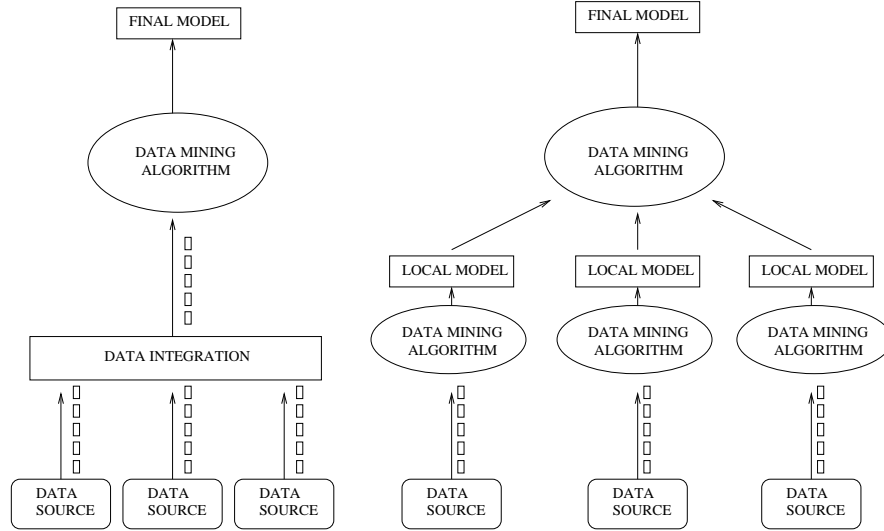 FINAL MODEL
DATA MINING
ALGORITHM
DATA INTEGRATION
DATA
SOURCE
DATA
SOURCE
DATA
SOURCE
FINAL MODEL
DATA MINING
ALGORITHM
LOCAL MODEL
LOCAL MODEL
LOCAL MODEL
DATA MINING
ALGORITHM
DATA MINING
ALGORITHM
DATA MINING
ALGORITHM
DATA
SOURCE
DATA
SOURCE
DATA
SOURCE